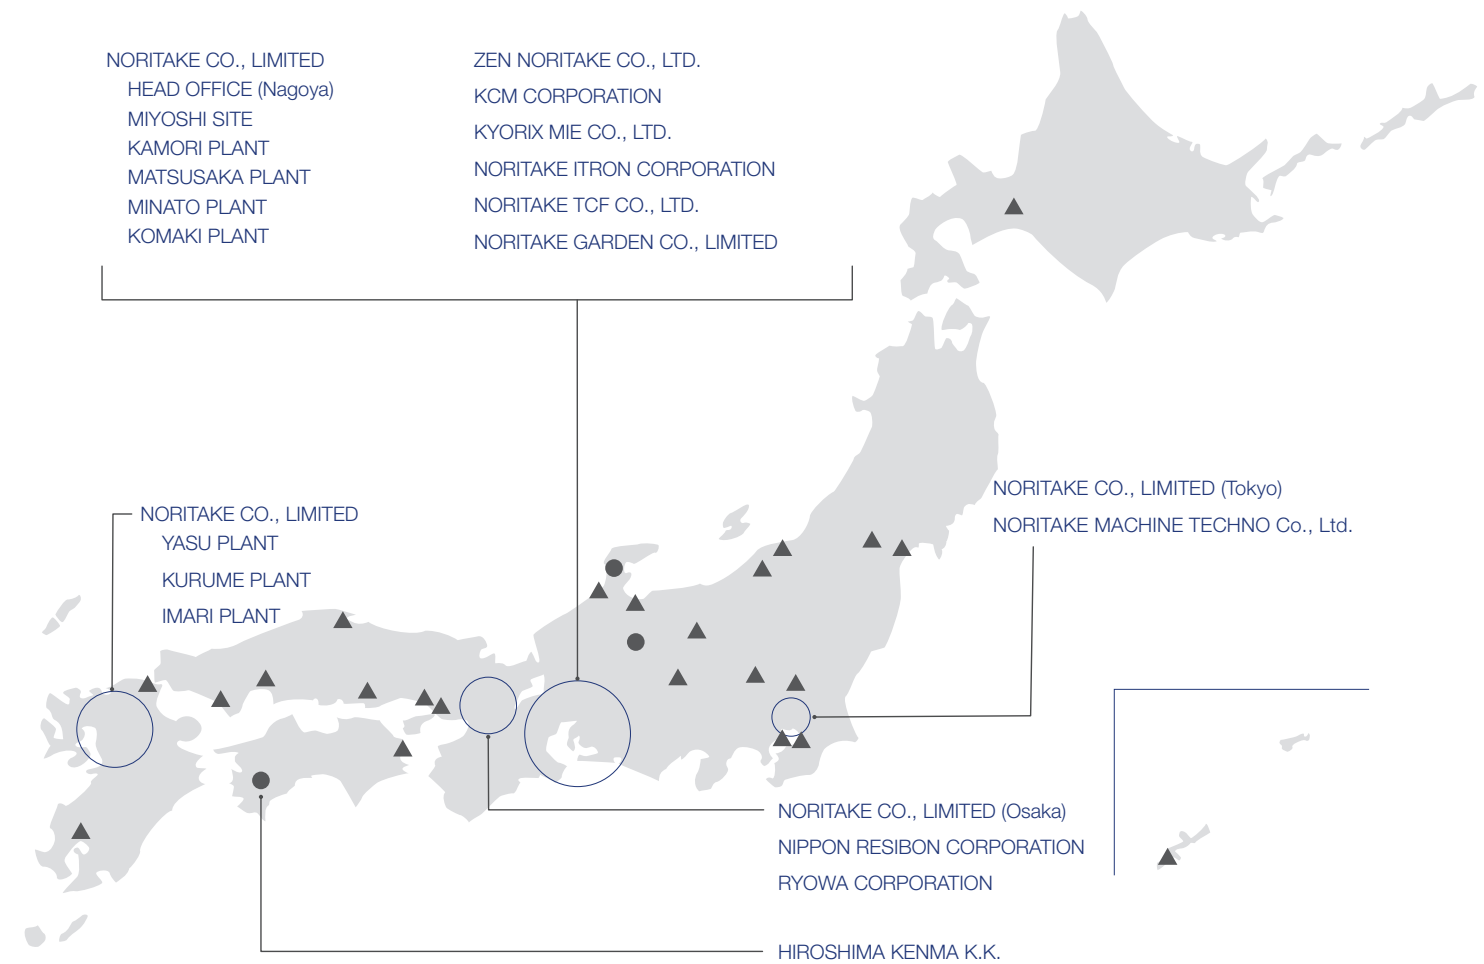 NORITAKE CO., LIMITED
HEAD OFFICE (Nagoya)
MIYOSHI SITE
KAMORI PLANT
MATSUSAKA PLANT
MINATO PLANT
KOMAKI PLANT
ZEN NORITAKE CO., LTD.
KCM CORPORATION
KYORIX MIE CO., LTD.
NORITAKE ITRON CORPORATION
NORITAKE TCF CO., LTD.
NORITAKE GARDEN CO., LIMITED
NORITAKE CO., LIMITED (Tokyo)
NORITAKE MACHINE TECHNO Co., Ltd.
NORITAKE CO., LIMITED
YASU PLANT
KURUME PLANT
IMARI PLANT
NORITAKE CO., LIMITED (Osaka)
NIPPON RESIBON CORPORATION
RYOWA CORPORATION
HIROSHIMA KENMA K.K.